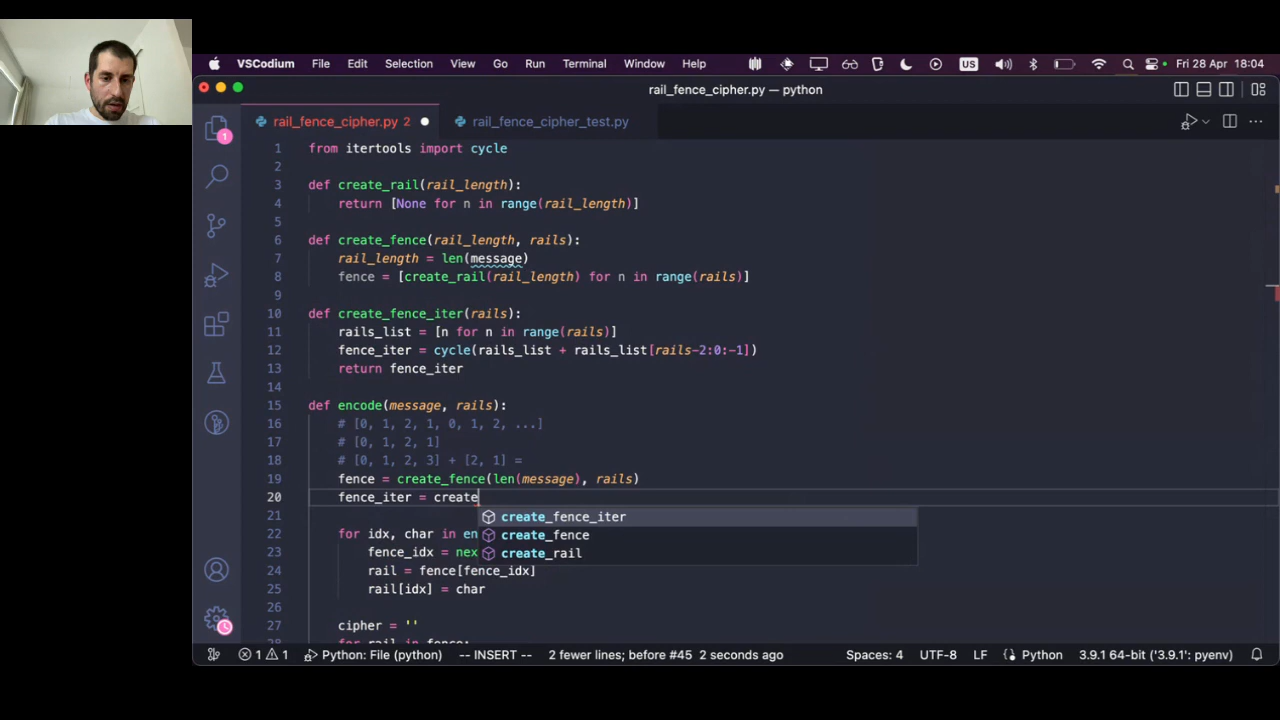 VSCodium File Edit Selection View Go Run Terminal Window Help US Fri 28 Apr 18:04
rail_fence_cipher.py — python
rail_fence_cipher.py 2 rail_fence_cipher_test.py
1 from itertools import cycle
2
3 def create_rail(rail_length):
4 return [None for n in range(rail_length)]
5
6 def create_fence(rail_length, rails):
7 rail_length = len(message)
8 fence = [create_rail(rail_length) for n in range(rails)]
9
10 def create_fence_iter(rails):
11 rails_list = [n for n in range(rails)]
12 fence_iter = cycle(rails_list + rails_list[rails-2:0:-1])
13 return fence_iter
14
15 def encode(message, rails):
16 # [0, 1, 2, 1, 0, 1, 2, ...]
17 # [0, 1, 2, 1]
18 # [0, 1, 2, 3] + [2, 1] =
19 fence = create_fence(len(message), rails)
20 fence_iter = create
21 create_fence_iter
22 for idx, char in en create_fence
23 fence_idx = nex create_rail
24 rail = fence[fence_idx]
25 rail[idx] = char
26
27 cipher = ''
28 for rail in fence:
1 1 Python: File (python) -- INSERT -- 2 fewer lines; before #45 2 seconds ago Spaces: 4 UTF-8 LF Python 3.9.1 64-bit ('3.9.1': pyenv)